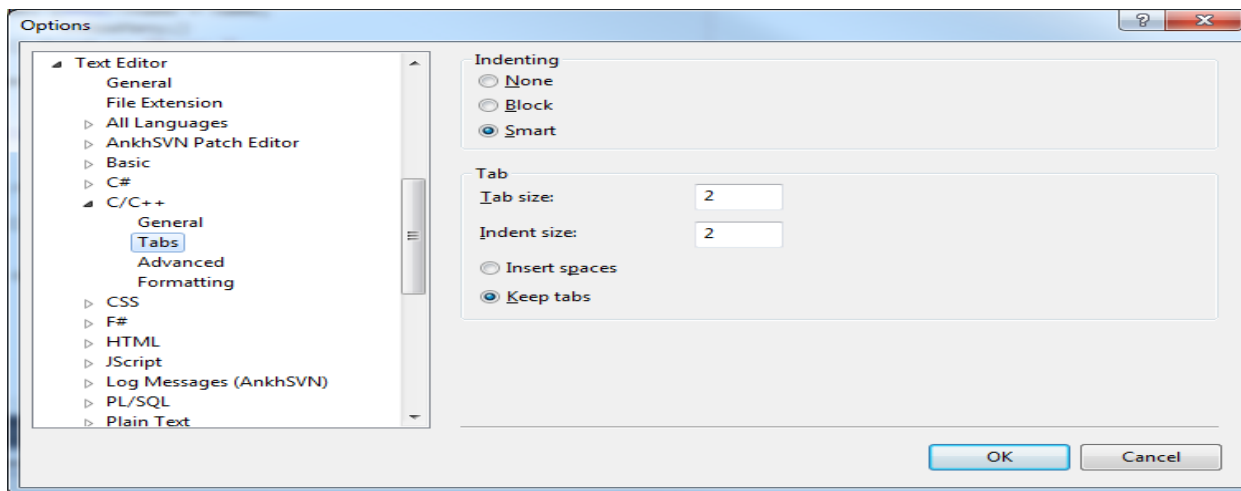 Options
Text Editor
General
File Extension
All Languages
AnkhSVN Patch Editor
Basic
C#
C/C++
General
Tabs
Advanced
Formatting
CSS
F#
HTML
JScript
Log Messages (AnkhSVN)
PL/SQL
Plain Text
Indenting
None
Block
Smart
Tab
Tab size: 2
Indent size: 2
Insert spaces
Keep tabs
OK Cancel